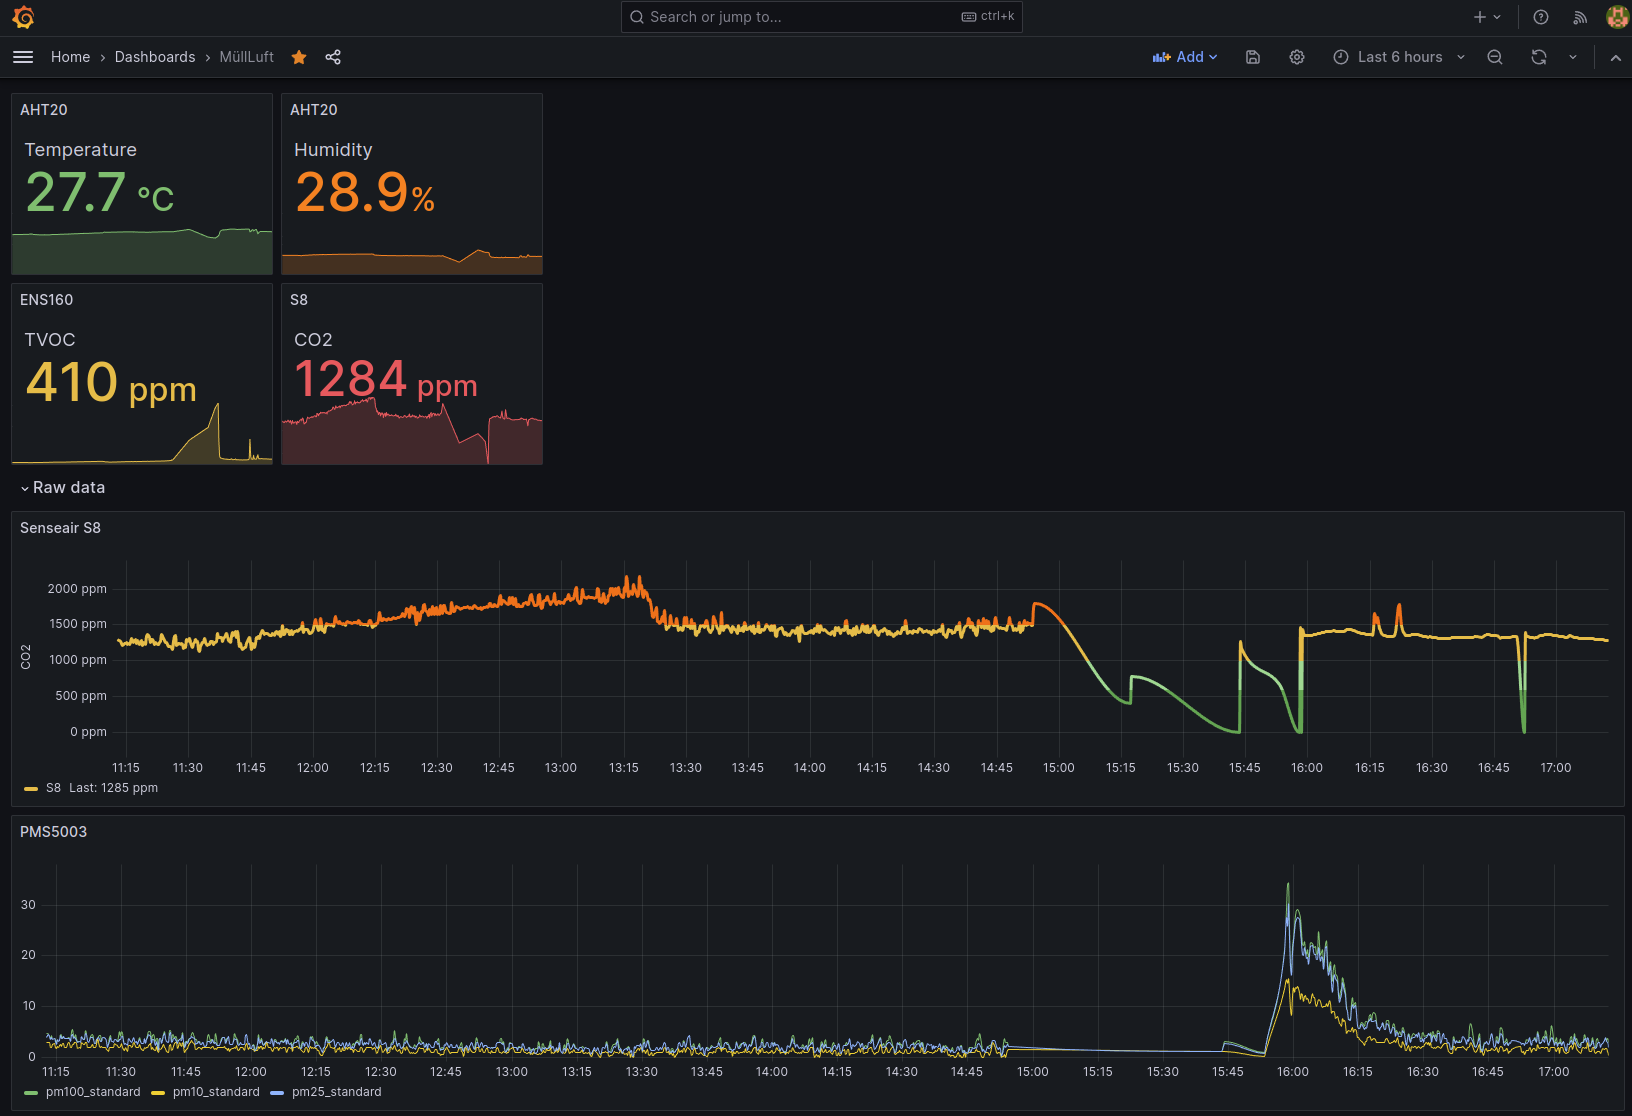 Search or jump to... ctrl+k
Home › Dashboards › MüllLuft Add Last 6 hours
AHT20
Temperature
27.7 °C
AHT20
Humidity
28.9%
ENS160
TVOC
410 ppm
S8
CO2
1284 ppm
Raw data
Senseair S8
CO2
2000 ppm
1500 ppm
1000 ppm
500 ppm
0 ppm
11:15 11:30 11:45 12:00 12:15 12:30 12:45 13:00 13:15 13:30 13:45 14:00 14:15 14:30 14:45 15:00 15:15 15:30 15:45 16:00 16:15 16:30 16:45 17:00
S8 Last: 1285 ppm
PMS5003
30
20
10
0
11:15 11:30 11:45 12:00 12:15 12:30 12:45 13:00 13:15 13:30 13:45 14:00 14:15 14:30 14:45 15:00 15:15 15:30 15:45 16:00 16:15 16:30 16:45 17:00
pm100_standard pm10_standard pm25_standard